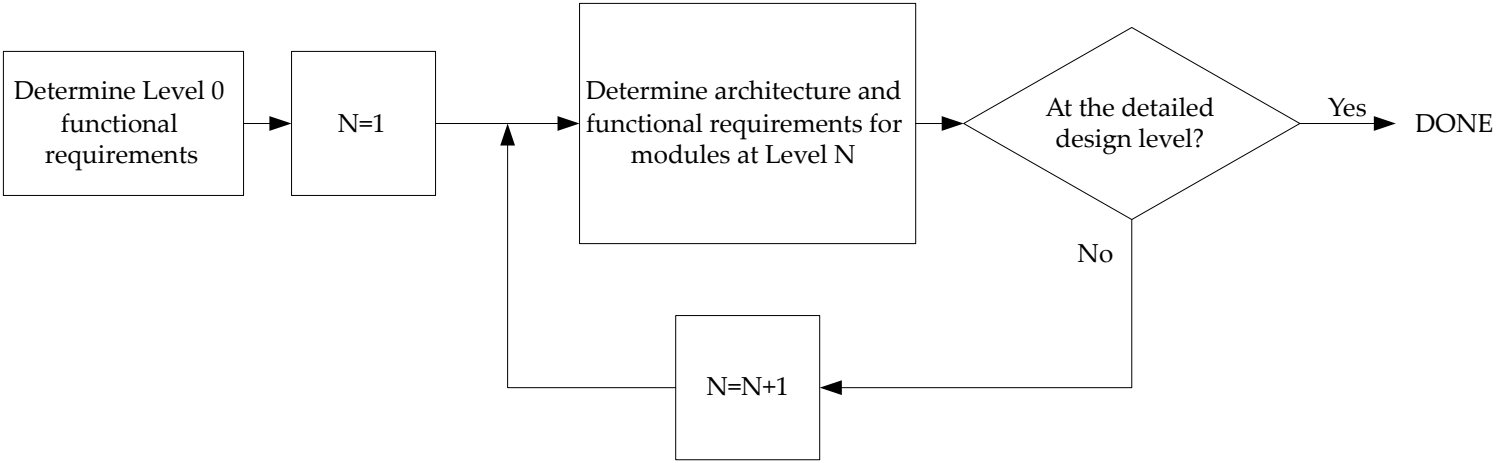 Determine Level 0
functional
requirements
N=1
Determine architecture and
functional requirements for
modules at Level N
At the detailed
design level?
Yes
DONE
No
N=N+1